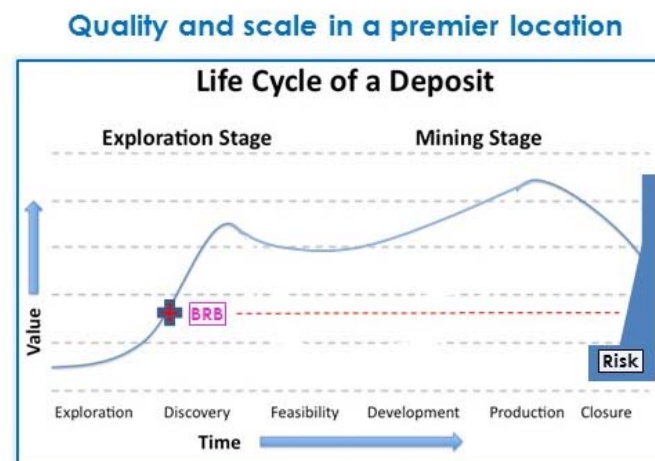 Quality and scale in a premier location
Life Cycle of a Deposit
Exploration Stage Mining Stage
Value
BRB
Risk
Exploration Discovery Feasibility Development Production Closure
Time